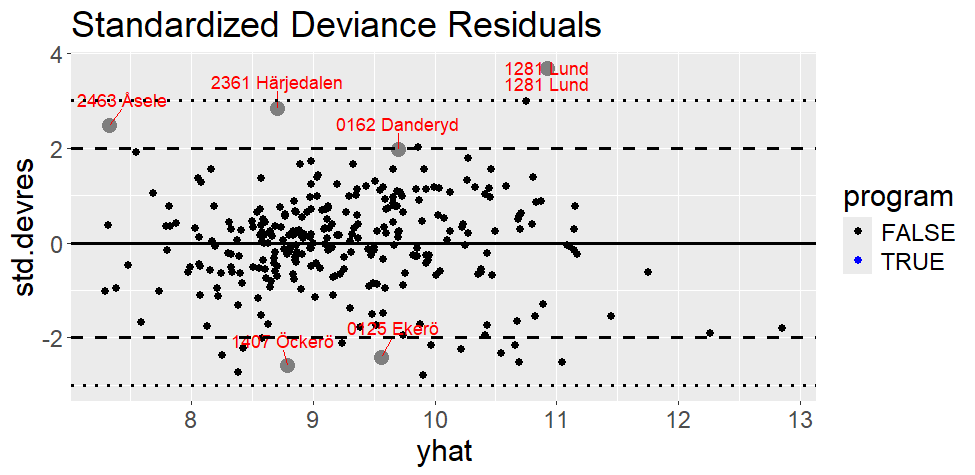 Standardized Deviance Residuals
4
2
0
-2
std.devres
2463 Åsele
2361 Härjedalen
0162 Danderyd
1281 Lund
1281 Lund
1407 Öckerö
0125 Ekerö
8
9
10
11
12
13
yhat
program
FALSE
TRUE